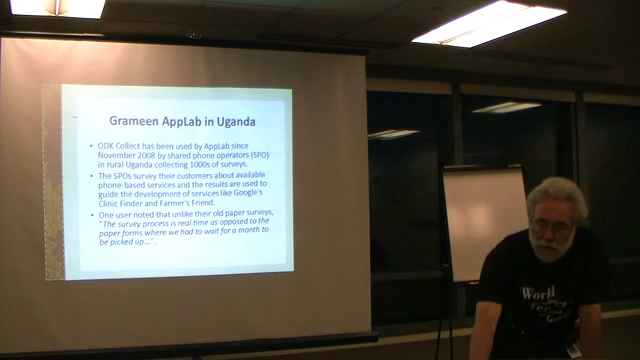 Grameen AppLab in Uganda
• ODK Collect has been used by AppLab since
November 2008 by shared phone operators (SPO)
in rural Uganda collecting 1000s of surveys.
• The SPOs survey their customers about available
phone-based services and the results are used to
guide the development of services like Google's
Clinic Finder and Farmer's Friend.
• One user noted that unlike their old paper surveys,
"The survey process is real time as opposed to the
paper forms where we had to wait for a month to
be picked up...".
World